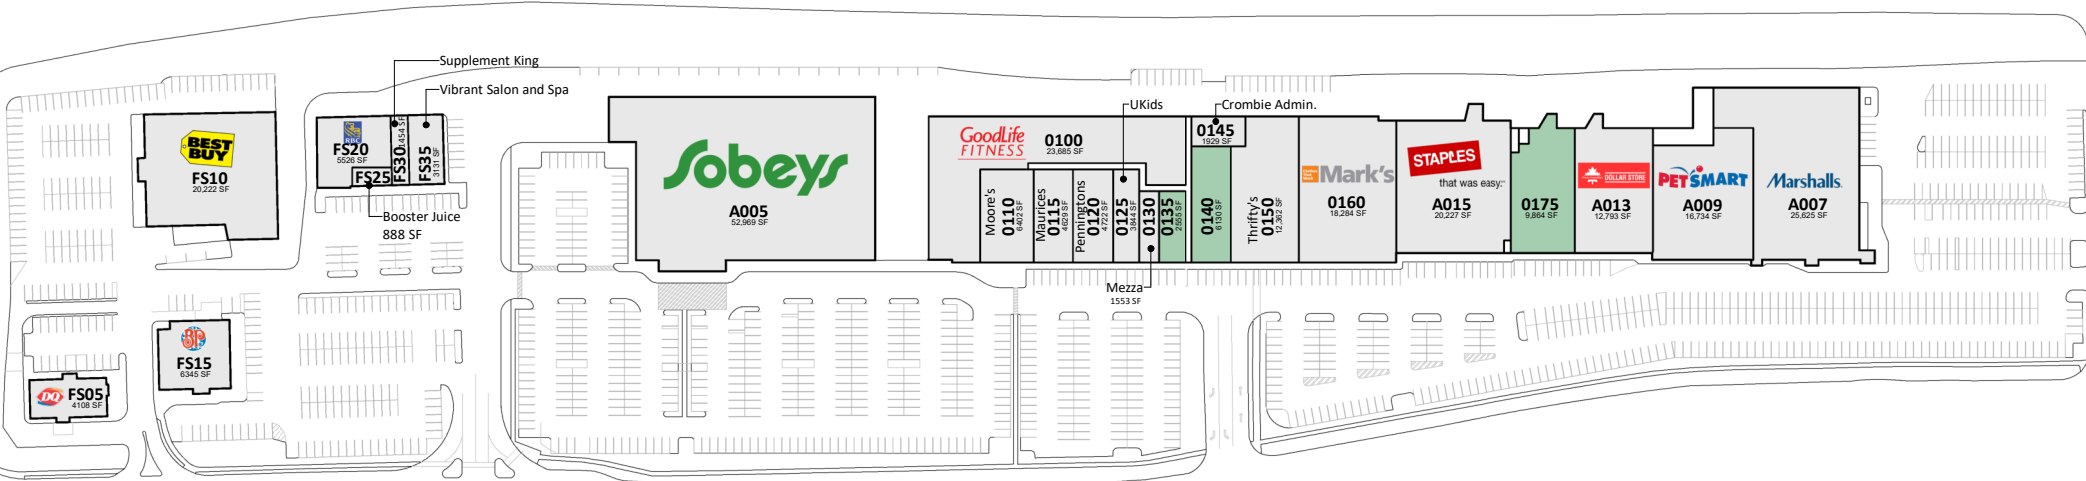 Supplement King
Vibrant Salon and Spa
BEST
BUY
FS10
20,222 SF
RBC
FS20
5526 SF
FS25
FS30
1454 SF
FS35
3131 SF
Booster Juice
888 SF
BP
FS15
6345 SF
DQ
FS05
4108 SF
Sobeys
A005
52,969 SF
GoodLife
FITNESS
0100
23,685 SF
Moore's
0110
6402 SF
Maurices
0115
4629 SF
Penningtons
0120
4722 SF
UKids
0125
3844 SF
0130
Mezza
1553 SF
0135
2555 SF
Crombie Admin.
0145
1929 SF
0140
6130 SF
Thrifty's
0150
12,362 SF
Mark's
0160
18,284 SF
STAPLES
that was easy.
A015
20,227 SF
0175
9,864 SF
DOLLAR STORE
A013
12,793 SF
PETSMART
A009
16,734 SF
Marshalls.
A007
25,625 SF